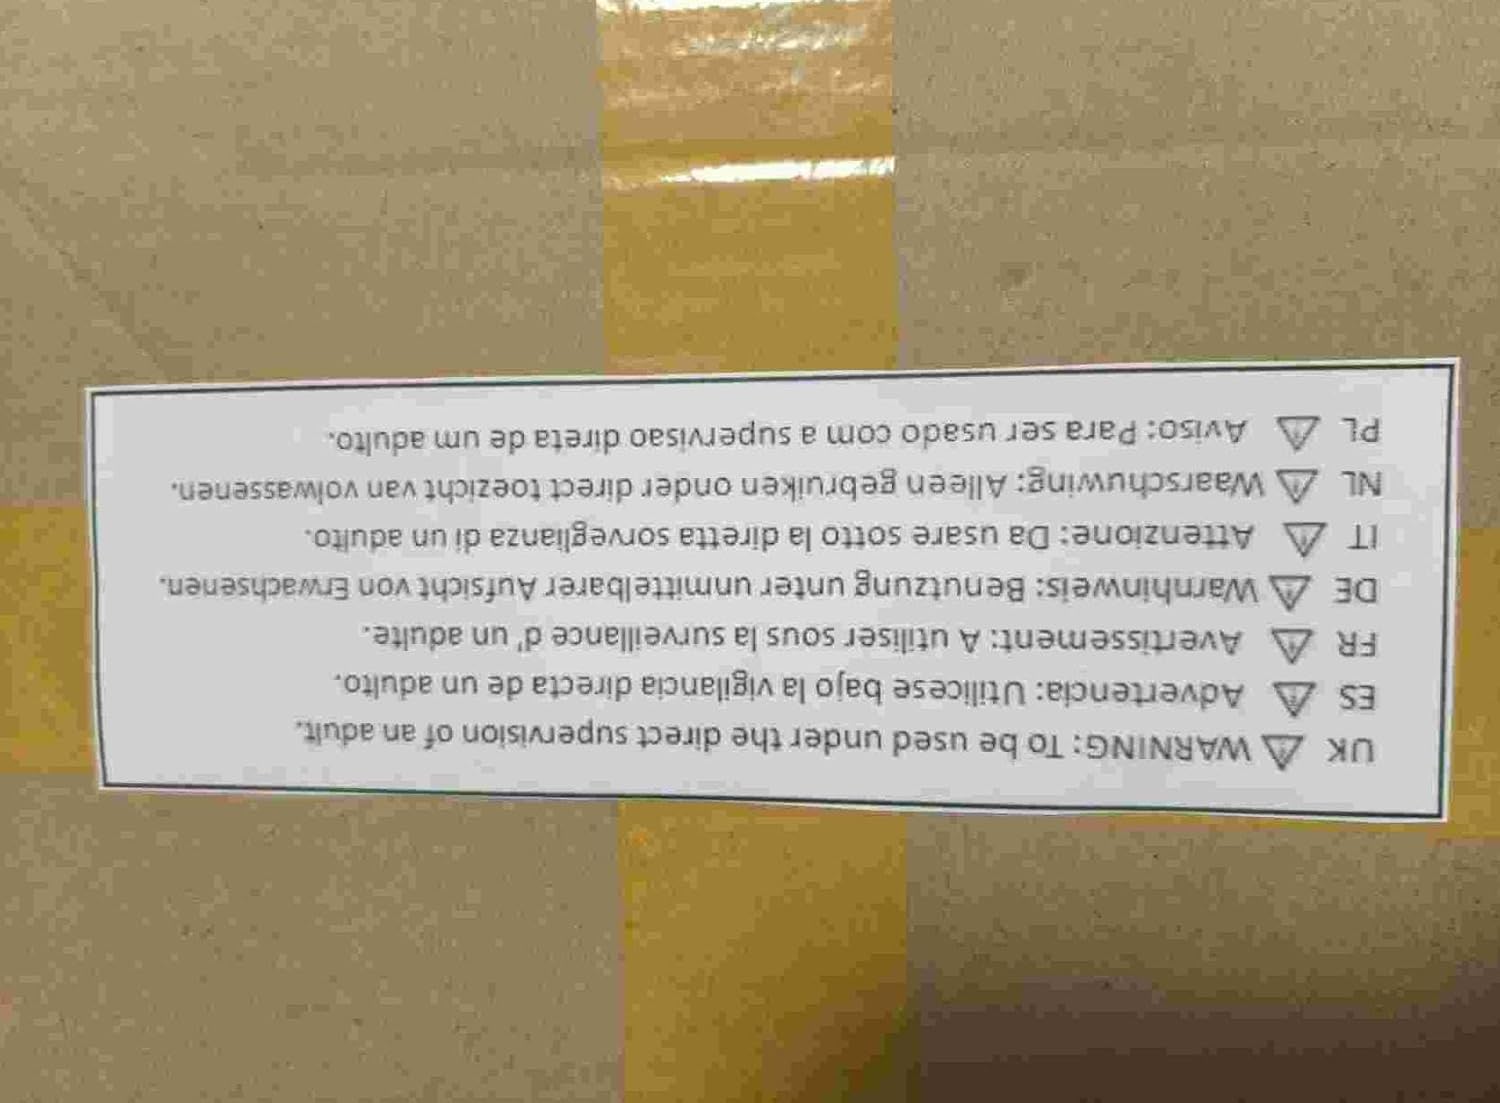 UK WARNING: To be used under the direct supervision of an adult.
ES Advertencia: Utilicese bajo la vigilancia directa de un adulto.
FR Avertissement: A utiliser sous la surveillance d' un adulte.
DE Warnhinweis: Benutzung unter unmittelbarer Aufsicht von Erwachsenen.
IT Attenzione: Da usare sotto la diretta sorveglianza di un adulto.
NL Waarschuwing: Alleen gebruiken onder direct toezicht van volwassenen.
PL Aviso: Para ser usado com a supervisao direta de um adulto.